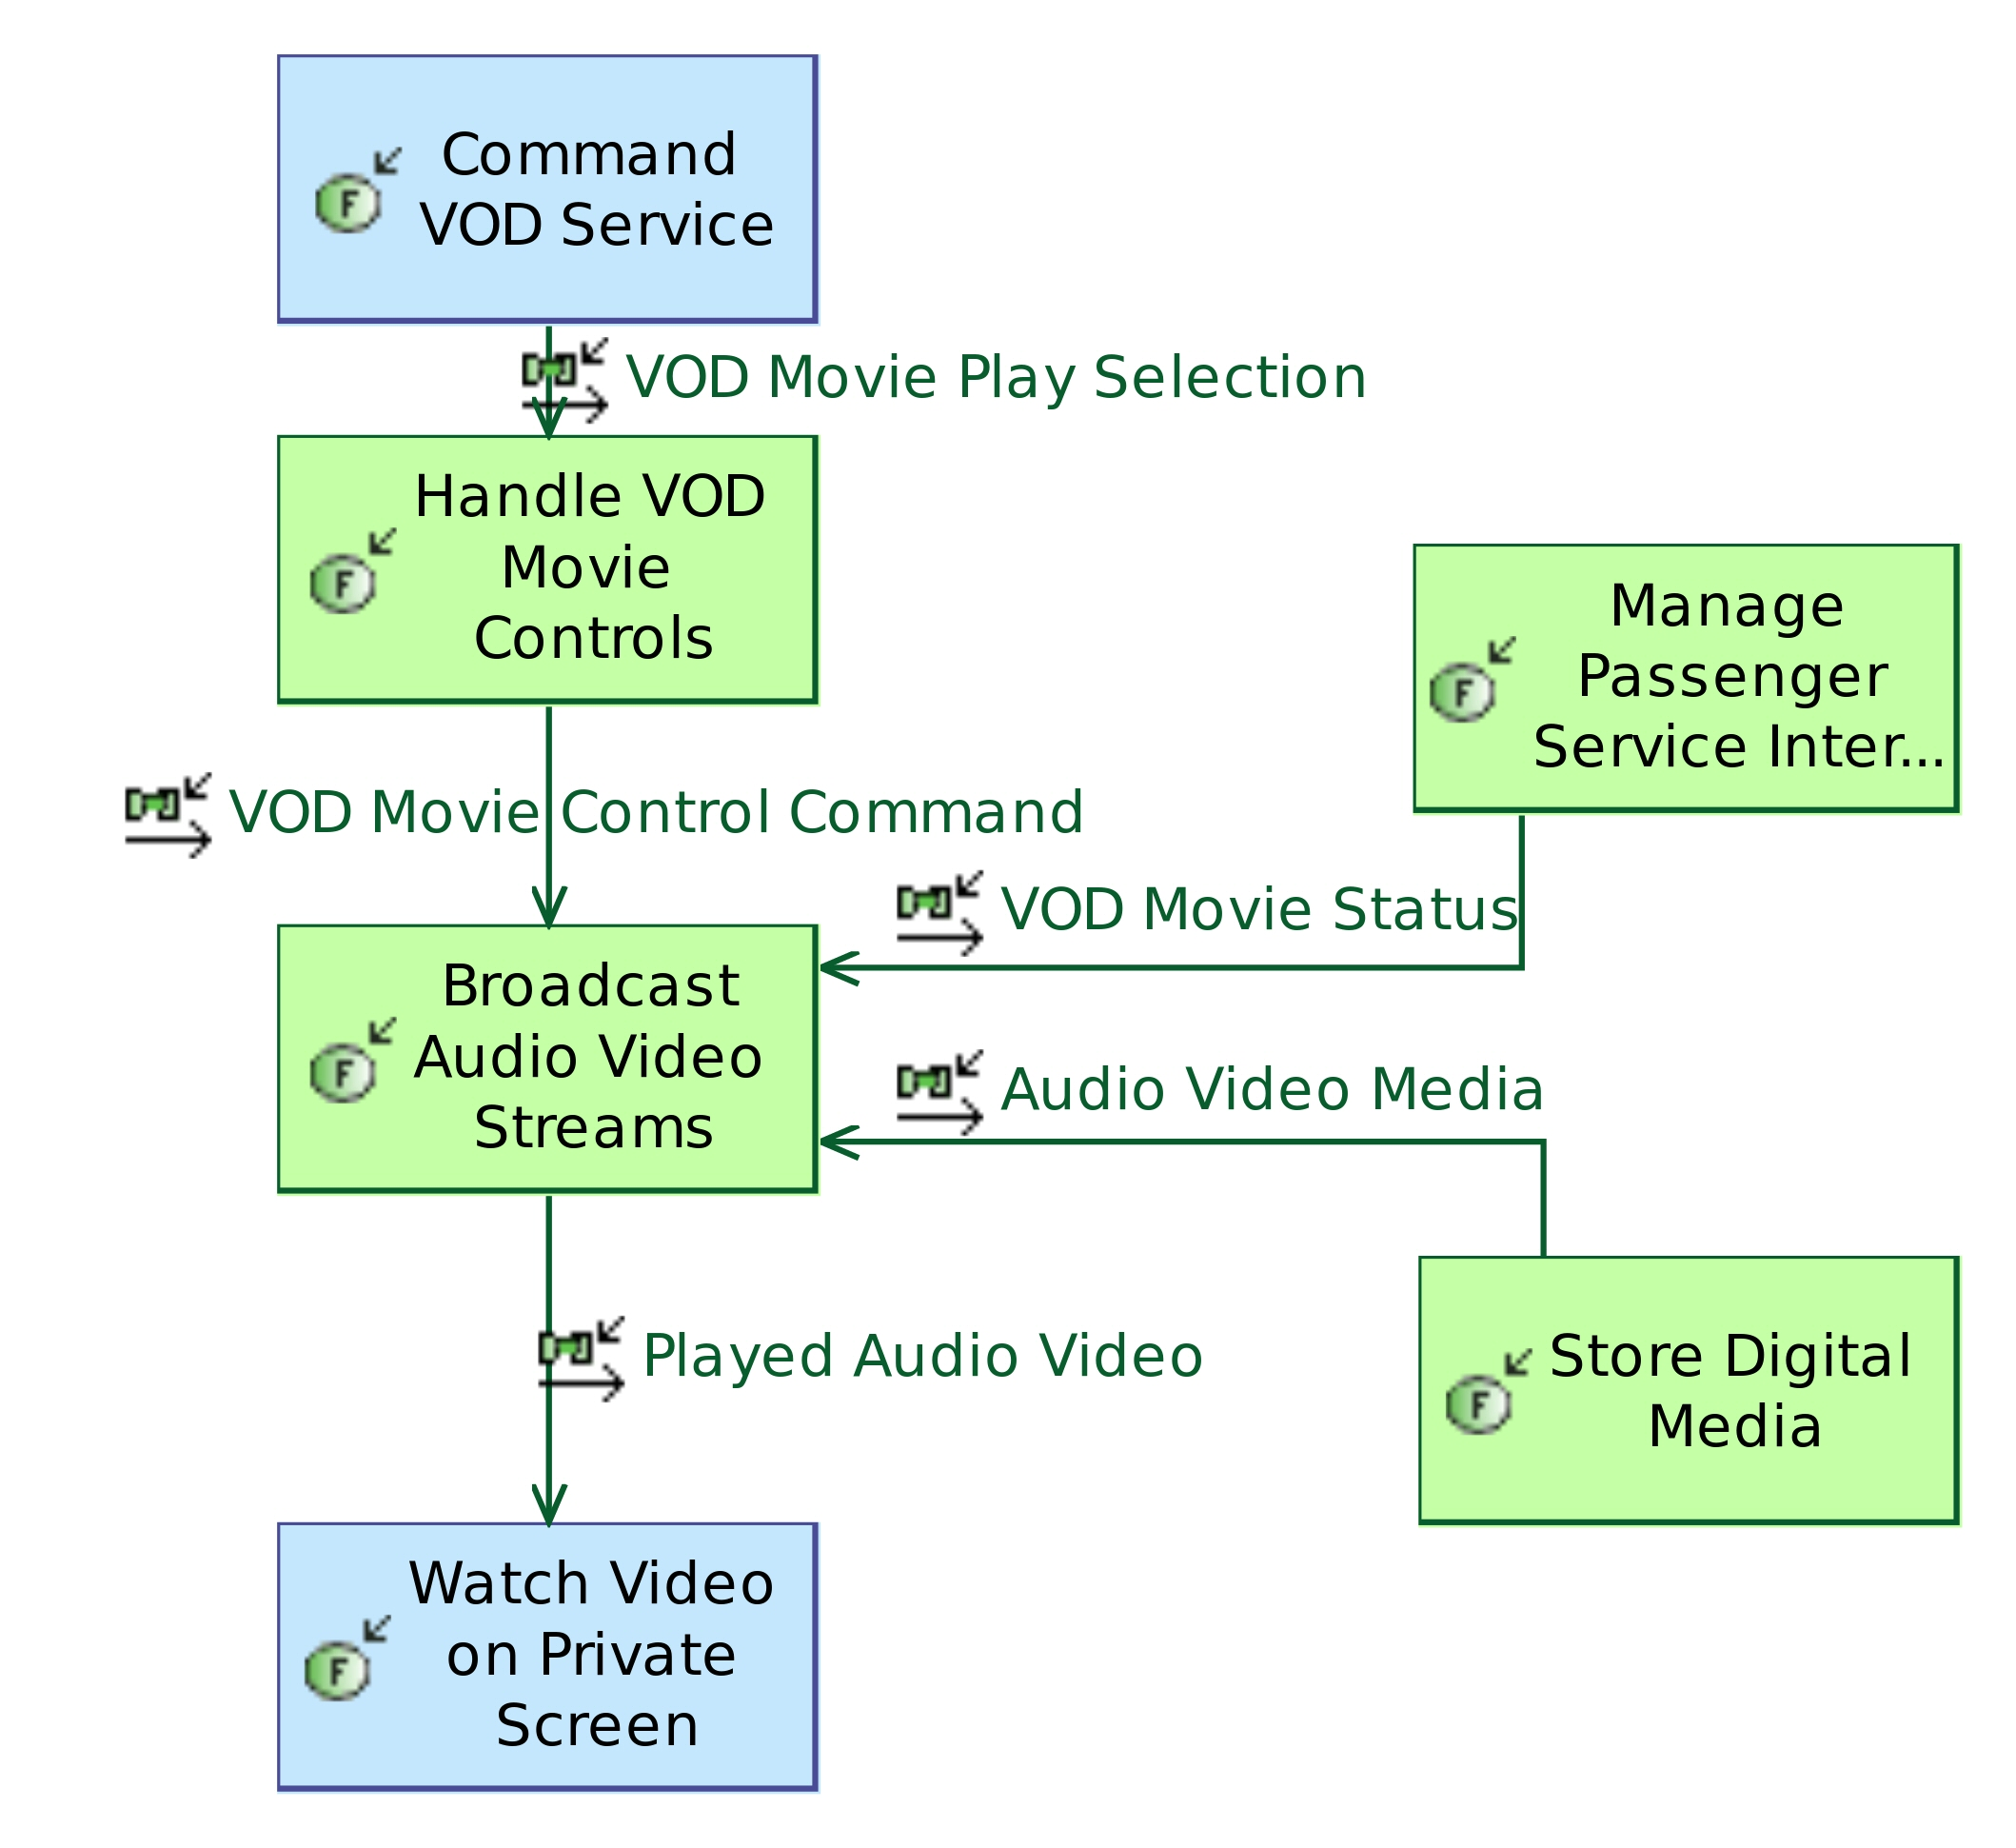 Command
VOD Service
VOD Movie Play Selection
Handle VOD
Movie
Controls
Manage
Passenger
Service Inter...
VOD Movie Control Command
VOD Movie Status
Broadcast
Audio Video
Streams
Audio Video Media
Played Audio Video
Store Digital
Media
Watch Video
on Private
Screen
F
F
F
F
F
F